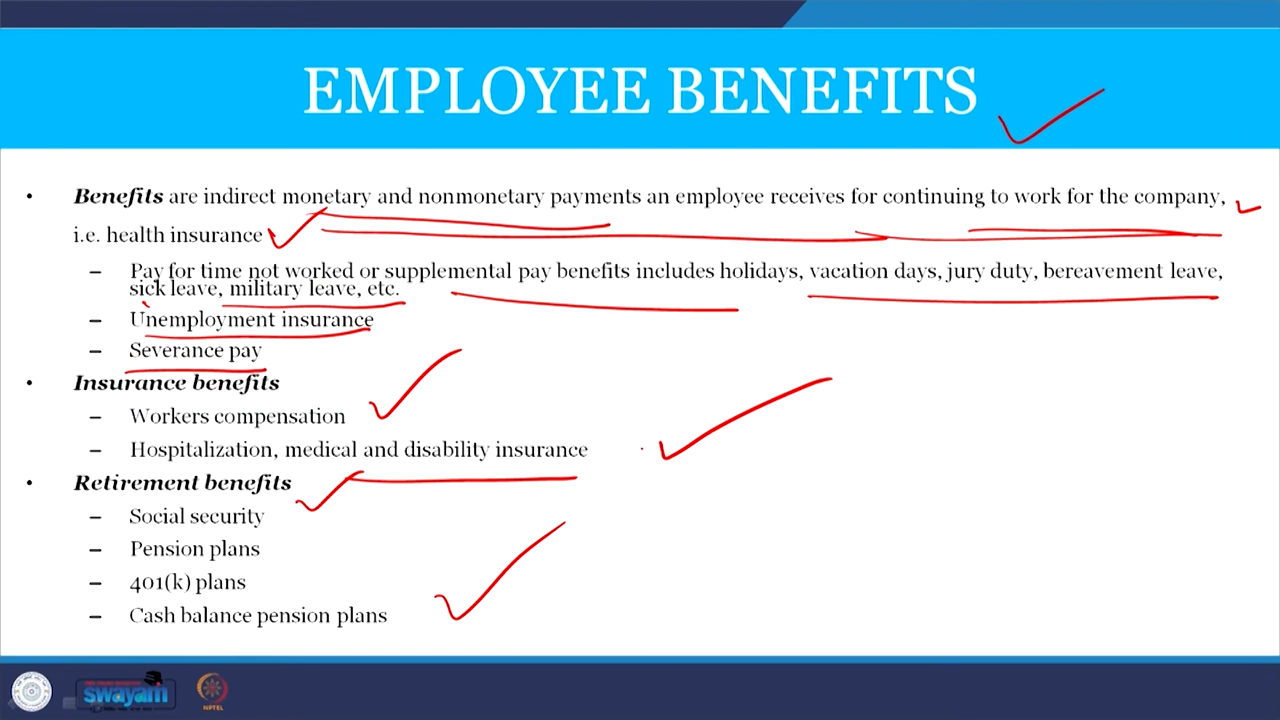 EMPLOYEE BENEFITS
• Benefits are indirect monetary and nonmonetary payments an employee receives for continuing to work for the company,
i.e. health insurance
– Pay for time not worked or supplemental pay benefits includes holidays, vacation days, jury duty, bereavement leave,
sick leave, military leave, etc.
– Unemployment insurance
– Severance pay
• Insurance benefits
– Workers compensation
– Hospitalization, medical and disability insurance
• Retirement benefits
– Social security
– Pension plans
– 401(k) plans
– Cash balance pension plans
swayam
NPTEL